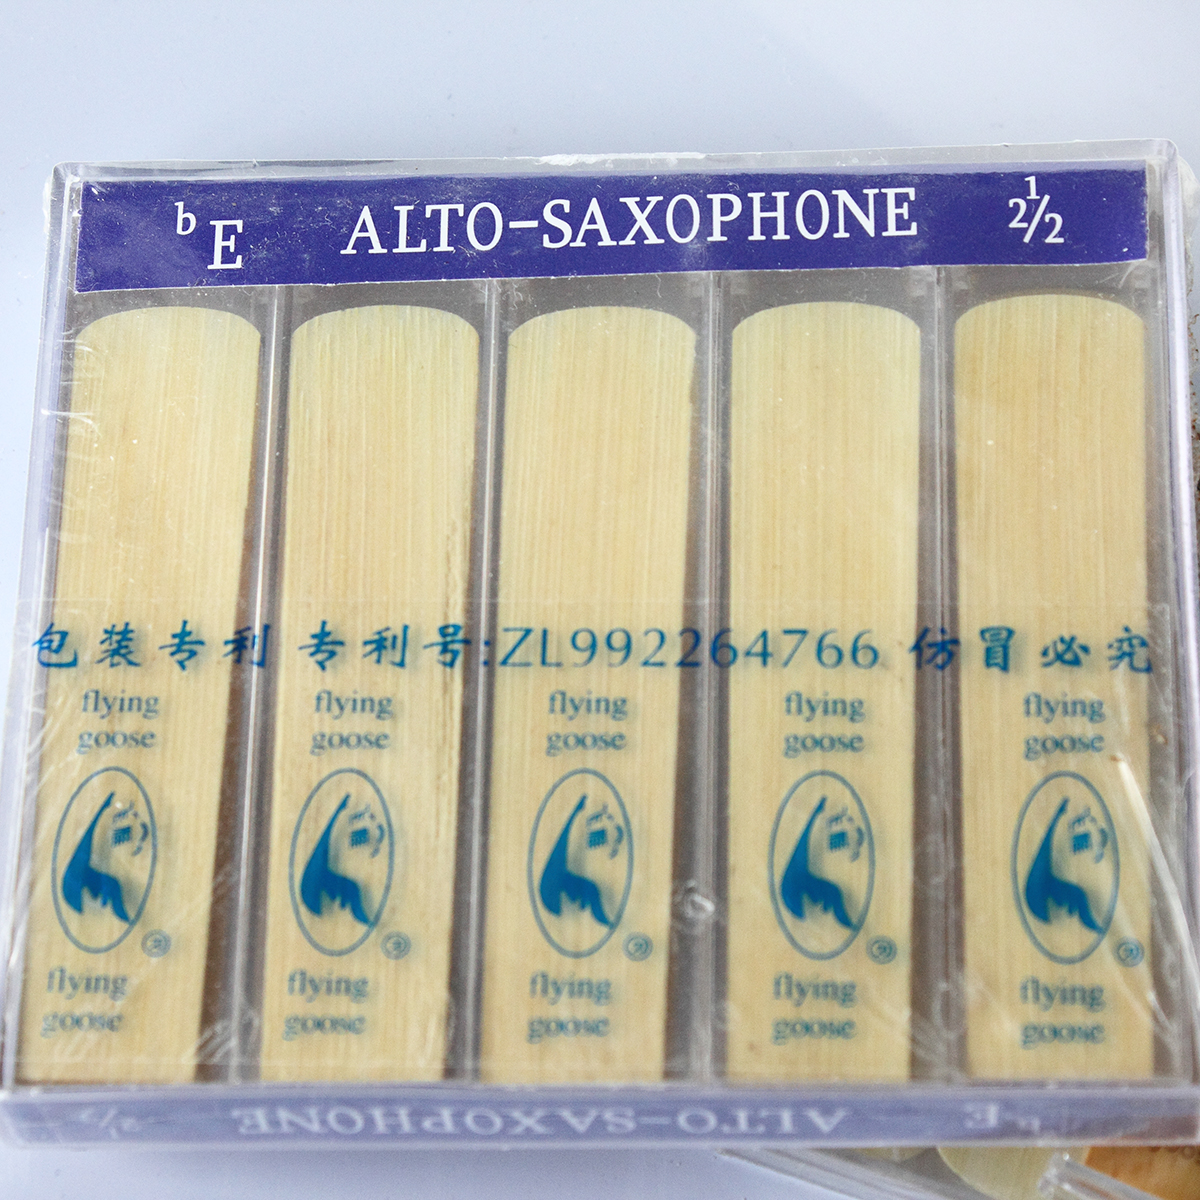 bE ALTO-SAXOPHONE 2 1/2
包装专利 专利号:ZL992264766 仿冒必究
flying flying flying flying flying
goose goose goose goose goose
® ® ® ® ®
flying flying flying flying flying
goose goose goose goose goose
ALTO-SAXOPHONE bE